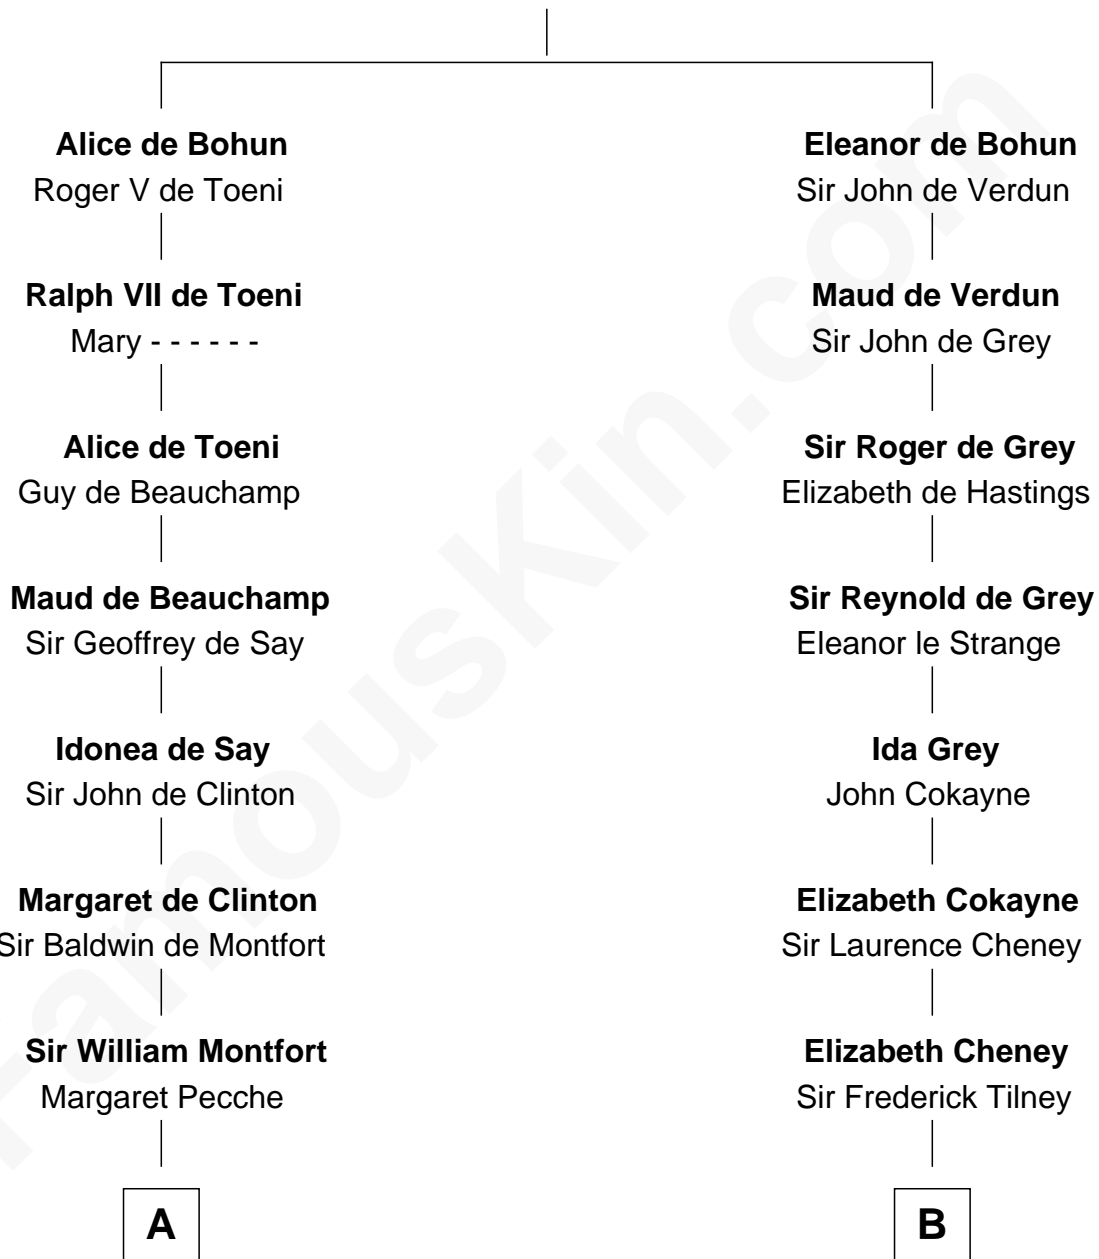 Alice de Bohun
Roger V de Toeni
Ralph VII de Toeni
Mary - - - - - -
Alice de Toeni
Guy de Beauchamp
Maud de Beauchamp
Sir Geoffrey de Say
Idonea de Say
Sir John de Clinton
Margaret de Clinton
Sir Baldwin de Montfort
Sir William Montfort
Margaret Pecche
A
Eleanor de Bohun
Sir John de Verdun
Maud de Verdun
Sir John de Grey
Sir Roger de Grey
Elizabeth de Hastings
Sir Reynold de Grey
Eleanor le Strange
Ida Grey
John Cokayne
Elizabeth Cokayne
Sir Laurence Cheney
Elizabeth Cheney
Sir Frederick Tilney
B
FamousKin.com